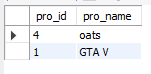 pro_id pro_name
4 oats
1 GTA V